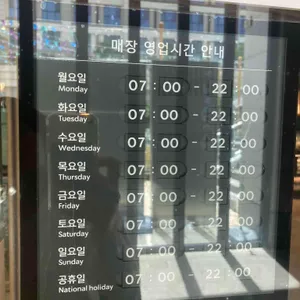 매장 영업시간 안내
월요일 07 : 00 - 22 : 00
Monday
화요일 07 : 00 - 22 : 00
Tuesday
수요일 07 : 00 - 22 : 00
Wednesday
목요일 07 : 00 - 22 : 00
Thursday
금요일 07 : 00 - 22 : 00
Friday
토요일 07 : 00 - 22 : 00
Saturday
일요일 07 : 00 - 22 : 00
Sunday
공휴일 07 : 00 - 22 : 00
National holiday